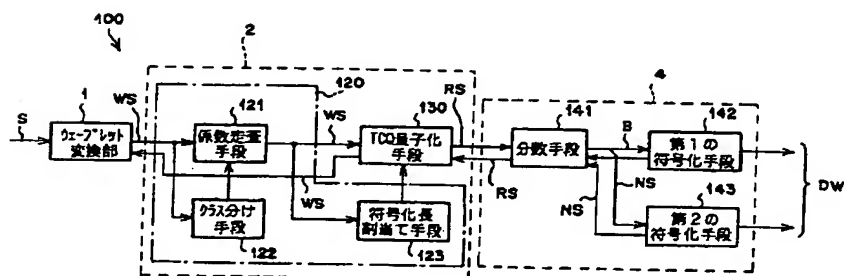 100
2
120
4
1
WS
121
WS
130
RS
141
B
142
S
ウェーブレット
変換部
係数走査
手段
TCQ量子化
手段
分散手段
第1の
符号化手段
WS
RS
NS
NS
143
DW
クラス分け
手段
符号化長
割当て手段
第2の
符号化手段
122
123